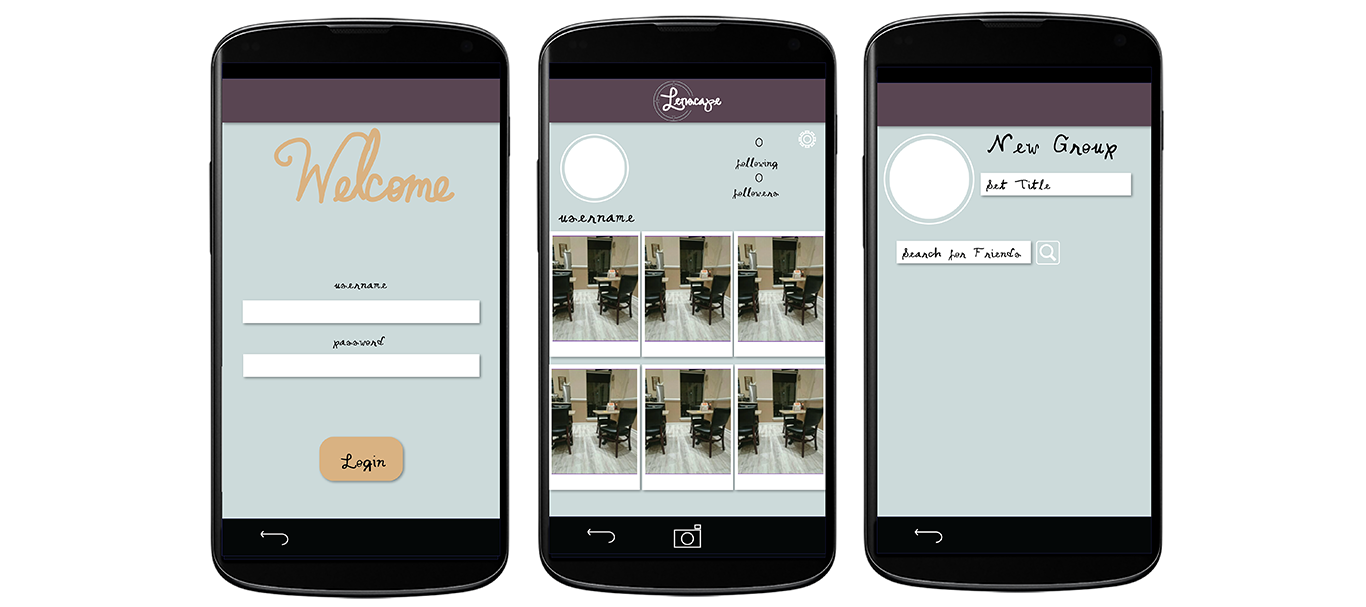 Welcome
username
password
Login
Lenscape
0
following
0
followers
username
New Group
Set Title
Search for Friends